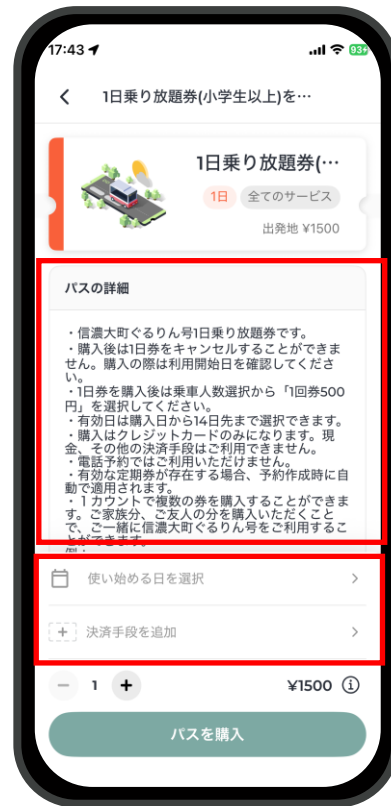 17:43
93
1日乗り放題券(小学生以上)を…
1日乗り放題券(…
1日 全てのサービス
出発地 ¥1500
パスの詳細
・信濃大町ぐるりん号1日乗り放題券です。
・購入後は1日券をキャンセルすることができま
せん。購入の際は利用開始日を確認してくださ
い。
・1日券を購入後は乗車人数選択から「1回券500
円」を選択してください。
・有効日は購入日から14日先まで選択できます。
・購入はクレジットカードのみになります。現
金、その他の決済手段はご利用できません。
・電話予約ではご利用いただけません。
・有効な定期券が存在する場合、予約作成時に自
動で適用されます。
・1カウントで複数の券を購入することができま
す。ご家族分、ご友人の分を購入いただくこと
で、ご一緒に信濃大町ぐるりん号をご利用するこ
とができます。
使い始める日を選択
決済手段を追加
− 1 + ¥1500
パスを購入